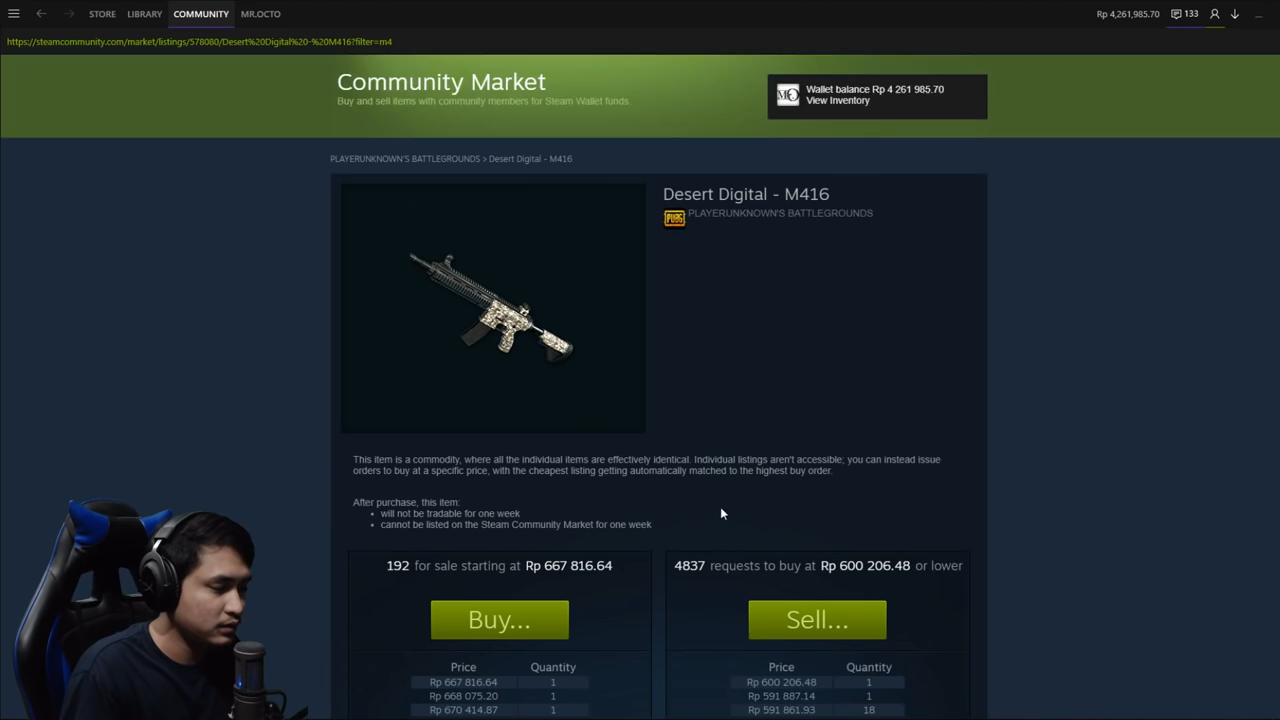 STORE LIBRARY COMMUNITY MR.OCTO Rp 4,261,985.70 133
https://steamcommunity.com/market/listings/578080/Desert%20Digital%20-%20M416?filter=m4
Community Market
Buy and sell items with community members for Steam Wallet funds.
Wallet balance Rp 4 261 985.70
View Inventory
PLAYERUNKNOWN'S BATTLEGROUNDS > Desert Digital - M416
Desert Digital - M416
PUBG PLAYERUNKNOWN'S BATTLEGROUNDS
This item is a commodity, where all the individual items are effectively identical. Individual listings aren't accessible; you can instead issue
orders to buy at a specific price, with the cheapest listing getting automatically matched to the highest buy order.
After purchase, this item:
• will not be tradable for one week
• cannot be listed on the Steam Community Market for one week
192 for sale starting at Rp 667 816.64
Buy...
Price Quantity
Rp 667 816.64 1
Rp 668 075.20 1
Rp 670 414.87 1
4837 requests to buy at Rp 600 206.48 or lower
Sell...
Price Quantity
Rp 600 206.48 1
Rp 591 887.14 1
Rp 591 861.93 18